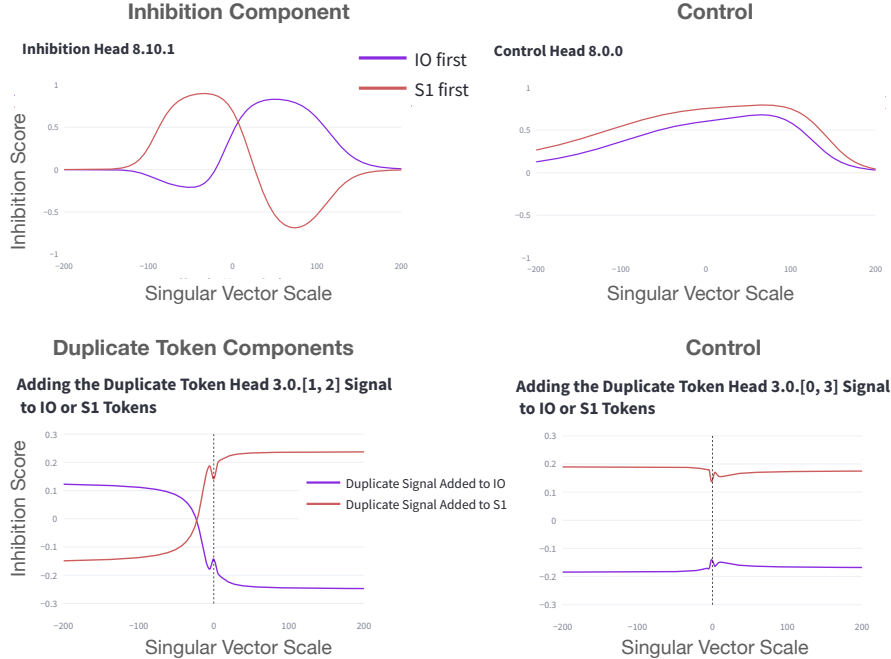 Inhibition Component
Control
Inhibition Head 8.10.1
Control Head 8.0.0
IO first
S1 first
Inhibition Score
1
0.5
0
−0.5
−1
−200
−100
0
100
200
Singular Vector Scale
1
0.5
0
−0.5
−1
−200
−100
0
100
200
Singular Vector Scale
Duplicate Token Components
Control
Adding the Duplicate Token Head 3.0.[1, 2] Signal
to IO or S1 Tokens
Adding the Duplicate Token Head 3.0.[0, 3] Signal
to IO or S1 Tokens
Inhibition Score
0.3
0.2
0.1
0
−0.1
−0.2
−0.3
−200
−100
0
100
200
Singular Vector Scale
Duplicate Signal Added to IO
Duplicate Signal Added to S1
0.3
0.2
0.1
0
−0.1
−0.2
−0.3
−200
−100
0
100
200
Singular Vector Scale